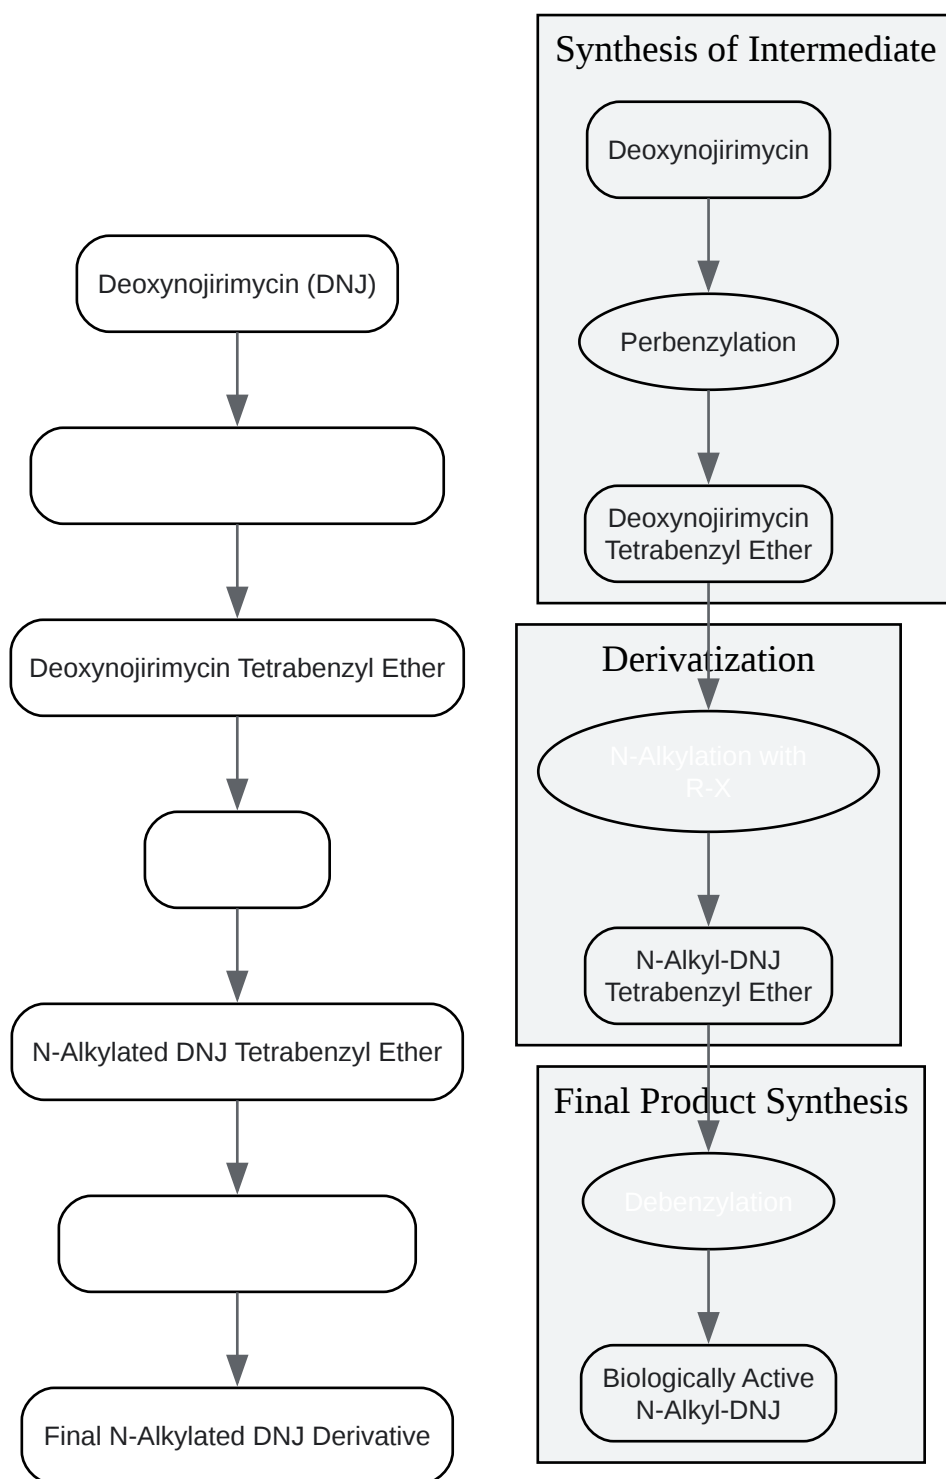 Deoxynojirimycin (DNJ)
Deoxynojirimycin Tetrabenzyl Ether
N-Alkylated DNJ Tetrabenzyl Ether
Final N-Alkylated DNJ Derivative
Synthesis of Intermediate
Deoxynojirimycin
Perbenzylation
Deoxynojirimycin
Tetrabenzyl Ether
Derivatization
N-Alkylation with
R-X
N-Alkyl-DNJ
Tetrabenzyl Ether
Final Product Synthesis
Debenzylation
Biologically Active
N-Alkyl-DNJ